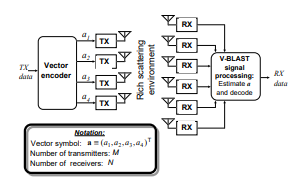 TX
data
Vector
encoder
a1
TX
a2
TX
a3
TX
a4
TX
Rich scattering
environment
RX
RX
RX
RX
RX
RX
V-BLAST
signal
processing:
Estimate a
and decode
RX
data
Notation:
Vector symbol: a = (a1,a2,a3,a4)T
Number of transmitters: M
Number of receivers: N